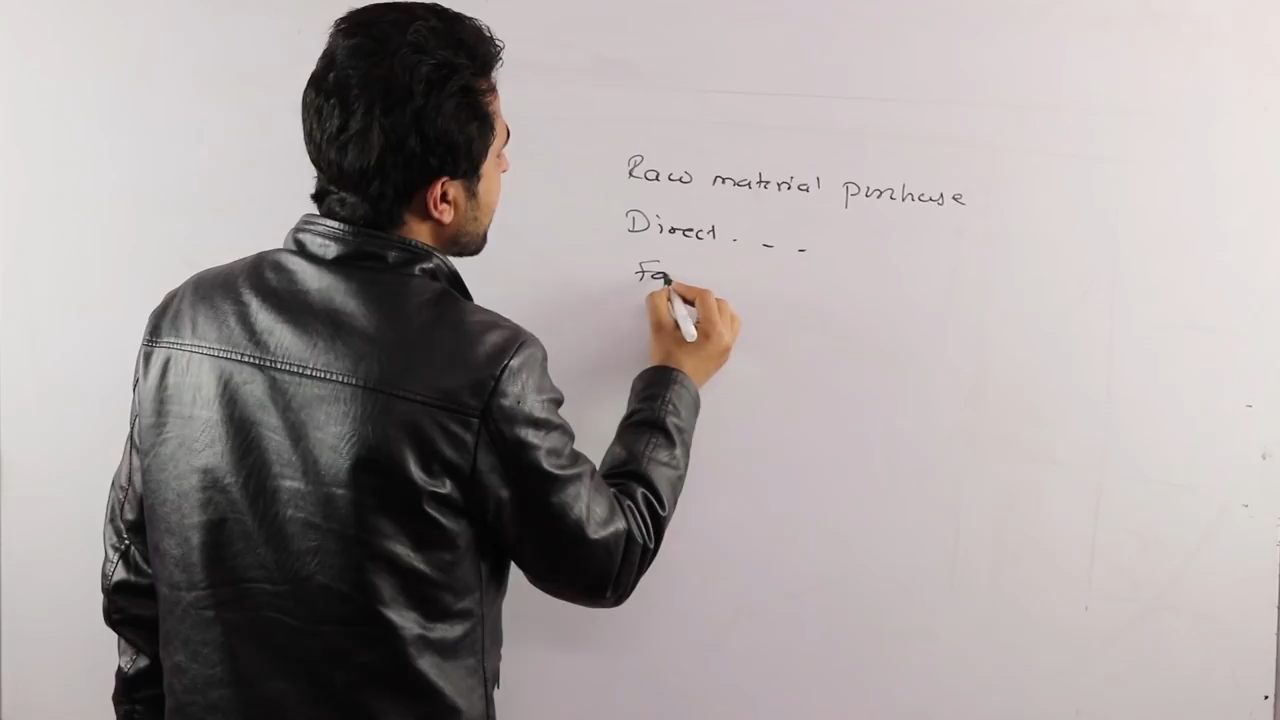 Raw material purchase
Direct. - -
Fa